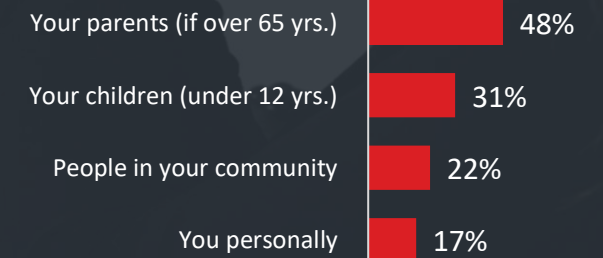 Your parents (if over 65 yrs.) 48%
Your children (under 12 yrs.) 31%
People in your community 22%
You personally 17%